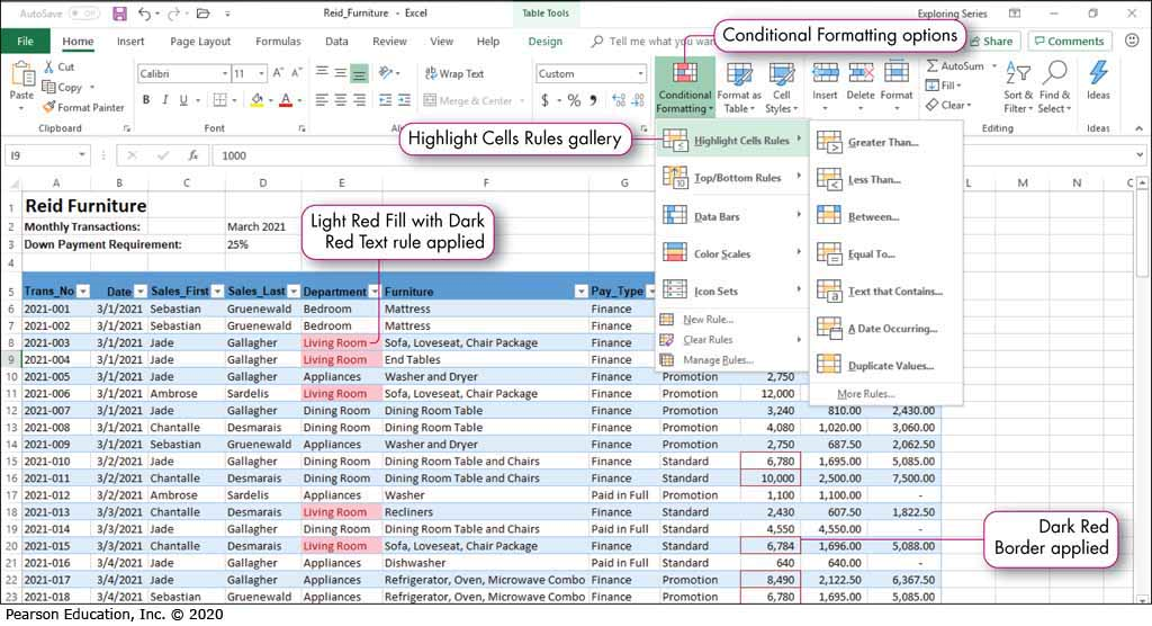 AutoSave Off Reid_Furniture - Excel Table Tools Exploring Series
File Home Insert Page Layout Formulas Data Review View Help Design Tell me what you wan Share Comments
Conditional Formatting options
Paste Cut Copy Format Painter
Calibri 11 A A
B I U A
Wrap Text
Merge & Center
Custom
$ % ,
Conditional Formatting Format as Table Cell Styles
Insert Delete Format
AutoSum Fill Clear
Sort & Filter Find & Select
Ideas
Clipboard Font Editing Ideas
Highlight Cells Rules gallery
Highlight Cells Rules
Top/Bottom Rules
Data Bars
Color Scales
Icon Sets
New Rule...
Clear Rules
Manage Rules...
Greater Than...
Less Than...
Between...
Equal To...
Text that Contains...
A Date Occurring...
Duplicate Values...
More Rules...
I9 fx 1000
A B C D E F G L M N
1 Reid Furniture
2 Monthly Transactions: March 2021
3 Down Payment Requirement: 25%
4
Light Red Fill with Dark
Red Text rule applied
5 Trans_No Date Sales_First Sales_Last Department Furniture Pay_Type
6 2021-001 3/1/2021 Sebastian Gruenewald Bedroom Mattress Finance
7 2021-002 3/1/2021 Sebastian Gruenewald Bedroom Mattress Finance
8 2021-003 3/1/2021 Jade Gallagher Living Room Sofa, Loveseat, Chair Package Finance
9 2021-004 3/1/2021 Jade Gallagher Living Room End Tables Finance
10 2021-005 3/1/2021 Jade Gallagher Appliances Washer and Dryer Finance Promotion 2,750
11 2021-006 3/1/2021 Ambrose Sardelis Living Room Sofa, Loveseat, Chair Package Finance Promotion 12,000
12 2021-007 3/1/2021 Jade Gallagher Dining Room Dining Room Table Finance Promotion 3,240 810.00 2,430.00
13 2021-008 3/1/2021 Chantalle Desmarais Dining Room Dining Room Table Finance Promotion 4,080 1,020.00 3,060.00
14 2021-009 3/1/2021 Sebastian Gruenewald Appliances Washer and Dryer Finance Promotion 2,750 687.50 2,062.50
15 2021-010 3/2/2021 Jade Gallagher Dining Room Dining Room Table and Chairs Finance Standard 6,780 1,695.00 5,085.00
16 2021-011 3/2/2021 Chantalle Desmarais Dining Room Dining Room Table and Chairs Finance Standard 10,000 2,500.00 7,500.00
17 2021-012 3/2/2021 Ambrose Sardelis Appliances Washer Paid in Full Promotion 1,100 1,100.00 -
18 2021-013 3/3/2021 Chantalle Desmarais Living Room Recliners Finance Standard 2,430 607.50 1,822.50
19 2021-014 3/3/2021 Jade Gallagher Dining Room Dining Room Table and Chairs Paid in Full Standard 4,550 4,550.00 -
20 2021-015 3/3/2021 Chantalle Desmarais Living Room Sofa, Loveseat, Chair Package Finance Standard 6,784 1,696.00 5,088.00
21 2021-016 3/4/2021 Jade Gallagher Appliances Dishwasher Paid in Full Standard 640 640.00 -
22 2021-017 3/4/2021 Jade Gallagher Appliances Refrigerator, Oven, Microwave Combo Finance Promotion 8,490 2,122.50 6,367.50
23 2021-018 3/4/2021 Sebastian Gruenewald Appliances Refrigerator, Oven, Microwave Combo Finance Promotion 6,780 1,695.00 5,085.00
Dark Red
Border applied
Pearson Education, Inc. © 2020